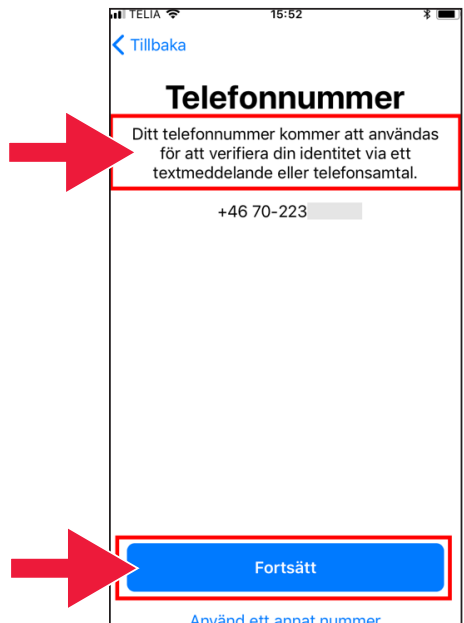 TELIA 15:52
Tillbaka
Telefonnummer
Ditt telefonnummer kommer att användas
för att verifiera din identitet via ett
textmeddelande eller telefonsamtal.
+46 70-223
Fortsätt
Använd ett annat nummer